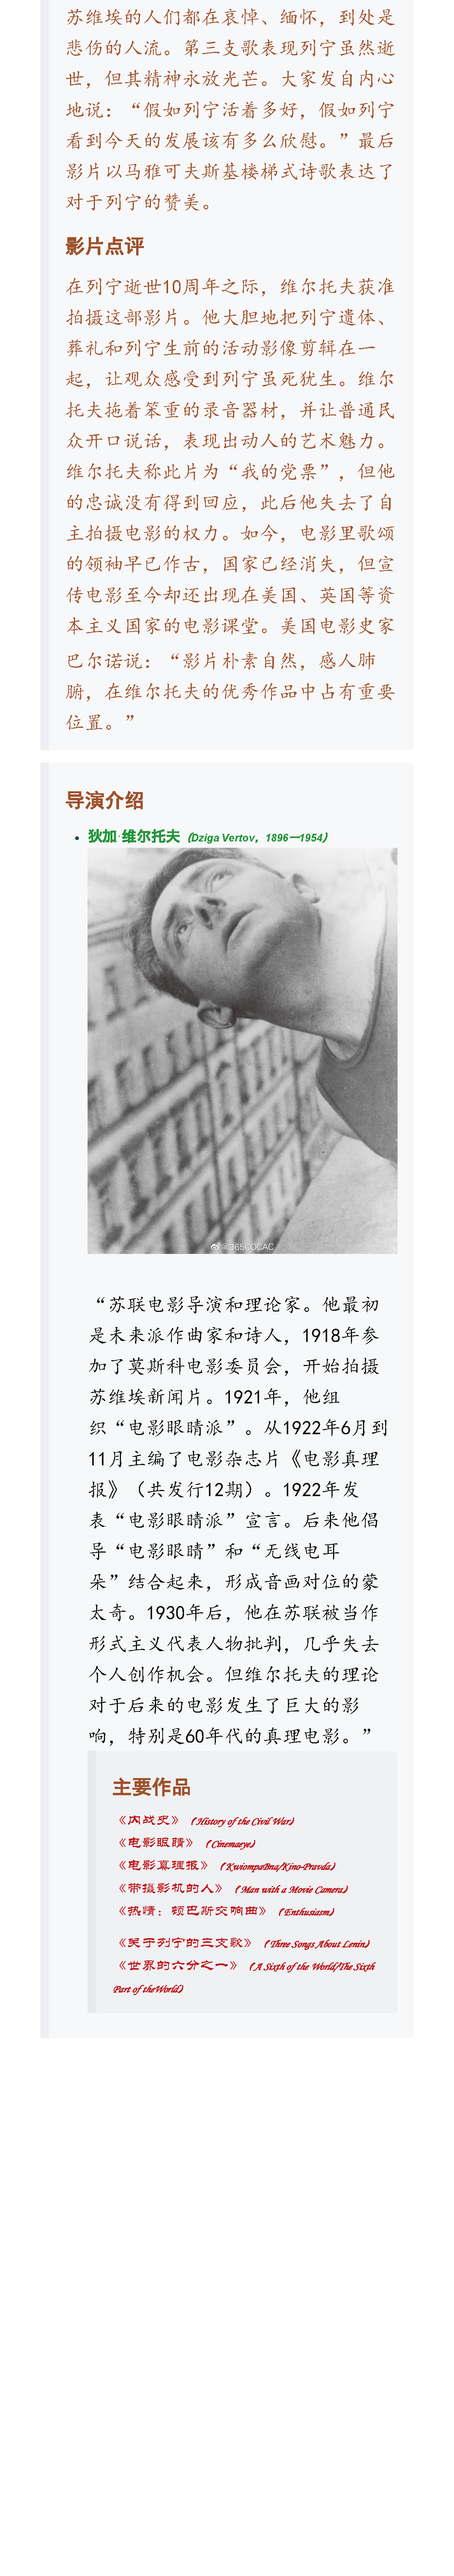 苏维埃的人们都在哀悼、缅怀，到处是
悲伤的人流。第三支歌表现列宁虽然逝
世，但其精神永放光芒。大家发自内心
地说：“假如列宁活着多好，假如列宁
看到今天的发展该有多么欣慰。”最后
影片以马雅可夫斯基楼梯式诗歌表达了
对于列宁的赞美。
影片点评
在列宁逝世10周年之际，维尔托夫获准
拍摄这部影片。他大胆地把列宁遗体、
葬礼和列宁生前的活动影像剪辑在一
起，让观众感受到列宁虽死犹生。维尔
托夫拖着笨重的录音器材，并让普通民
众开口说话，表现出动人的艺术魅力。
维尔托夫称此片为“我的党票”，但他
的忠诚没有得到回应，此后他失去了自
主拍摄电影的权力。如今，电影里歌颂
的领袖早已作古，国家已经消失，但宣
传电影至今却还出现在美国、英国等资
本主义国家的电影课堂。美国电影史家
巴尔诺说：“影片朴素自然，感人肺
腑，在维尔托夫的优秀作品中占有重要
位置。”
导演介绍
狄加·维尔托夫（Dziga Vertov，1896—1954）
@365COCAC
“苏联电影导演和理论家。他最初
是未来派作曲家和诗人，1918年参
加了莫斯科电影委员会，开始拍摄
苏维埃新闻片。1921年，他组
织“电影眼睛派”。从1922年6月到
11月主编了电影杂志片《电影真理
报》（共发行12期）。1922年发
表“电影眼睛派”宣言。后来他倡
导“电影眼睛”和“无线电耳
朵”结合起来，形成音画对位的蒙
太奇。1930年后，他在苏联被当作
形式主义代表人物批判，几乎失去
个人创作机会。但维尔托夫的理论
对于后来的电影发生了巨大的影
响，特别是60年代的真理电影。”
主要作品
《内战史》（History of the Civil War）
《电影眼睛》（Cinemaeye）
《电影真理报》（KwiompaBna/Kino-Pravda）
《带摄影机的人》（Man with a Movie Camera）
《热情：顿巴斯交响曲》（Enthusiasm）
《关于列宁的三支歌》（Three Songs About Lenin）
《世界的六分之一》（A Sixth of the World/The Sixth
Part of theWorld）